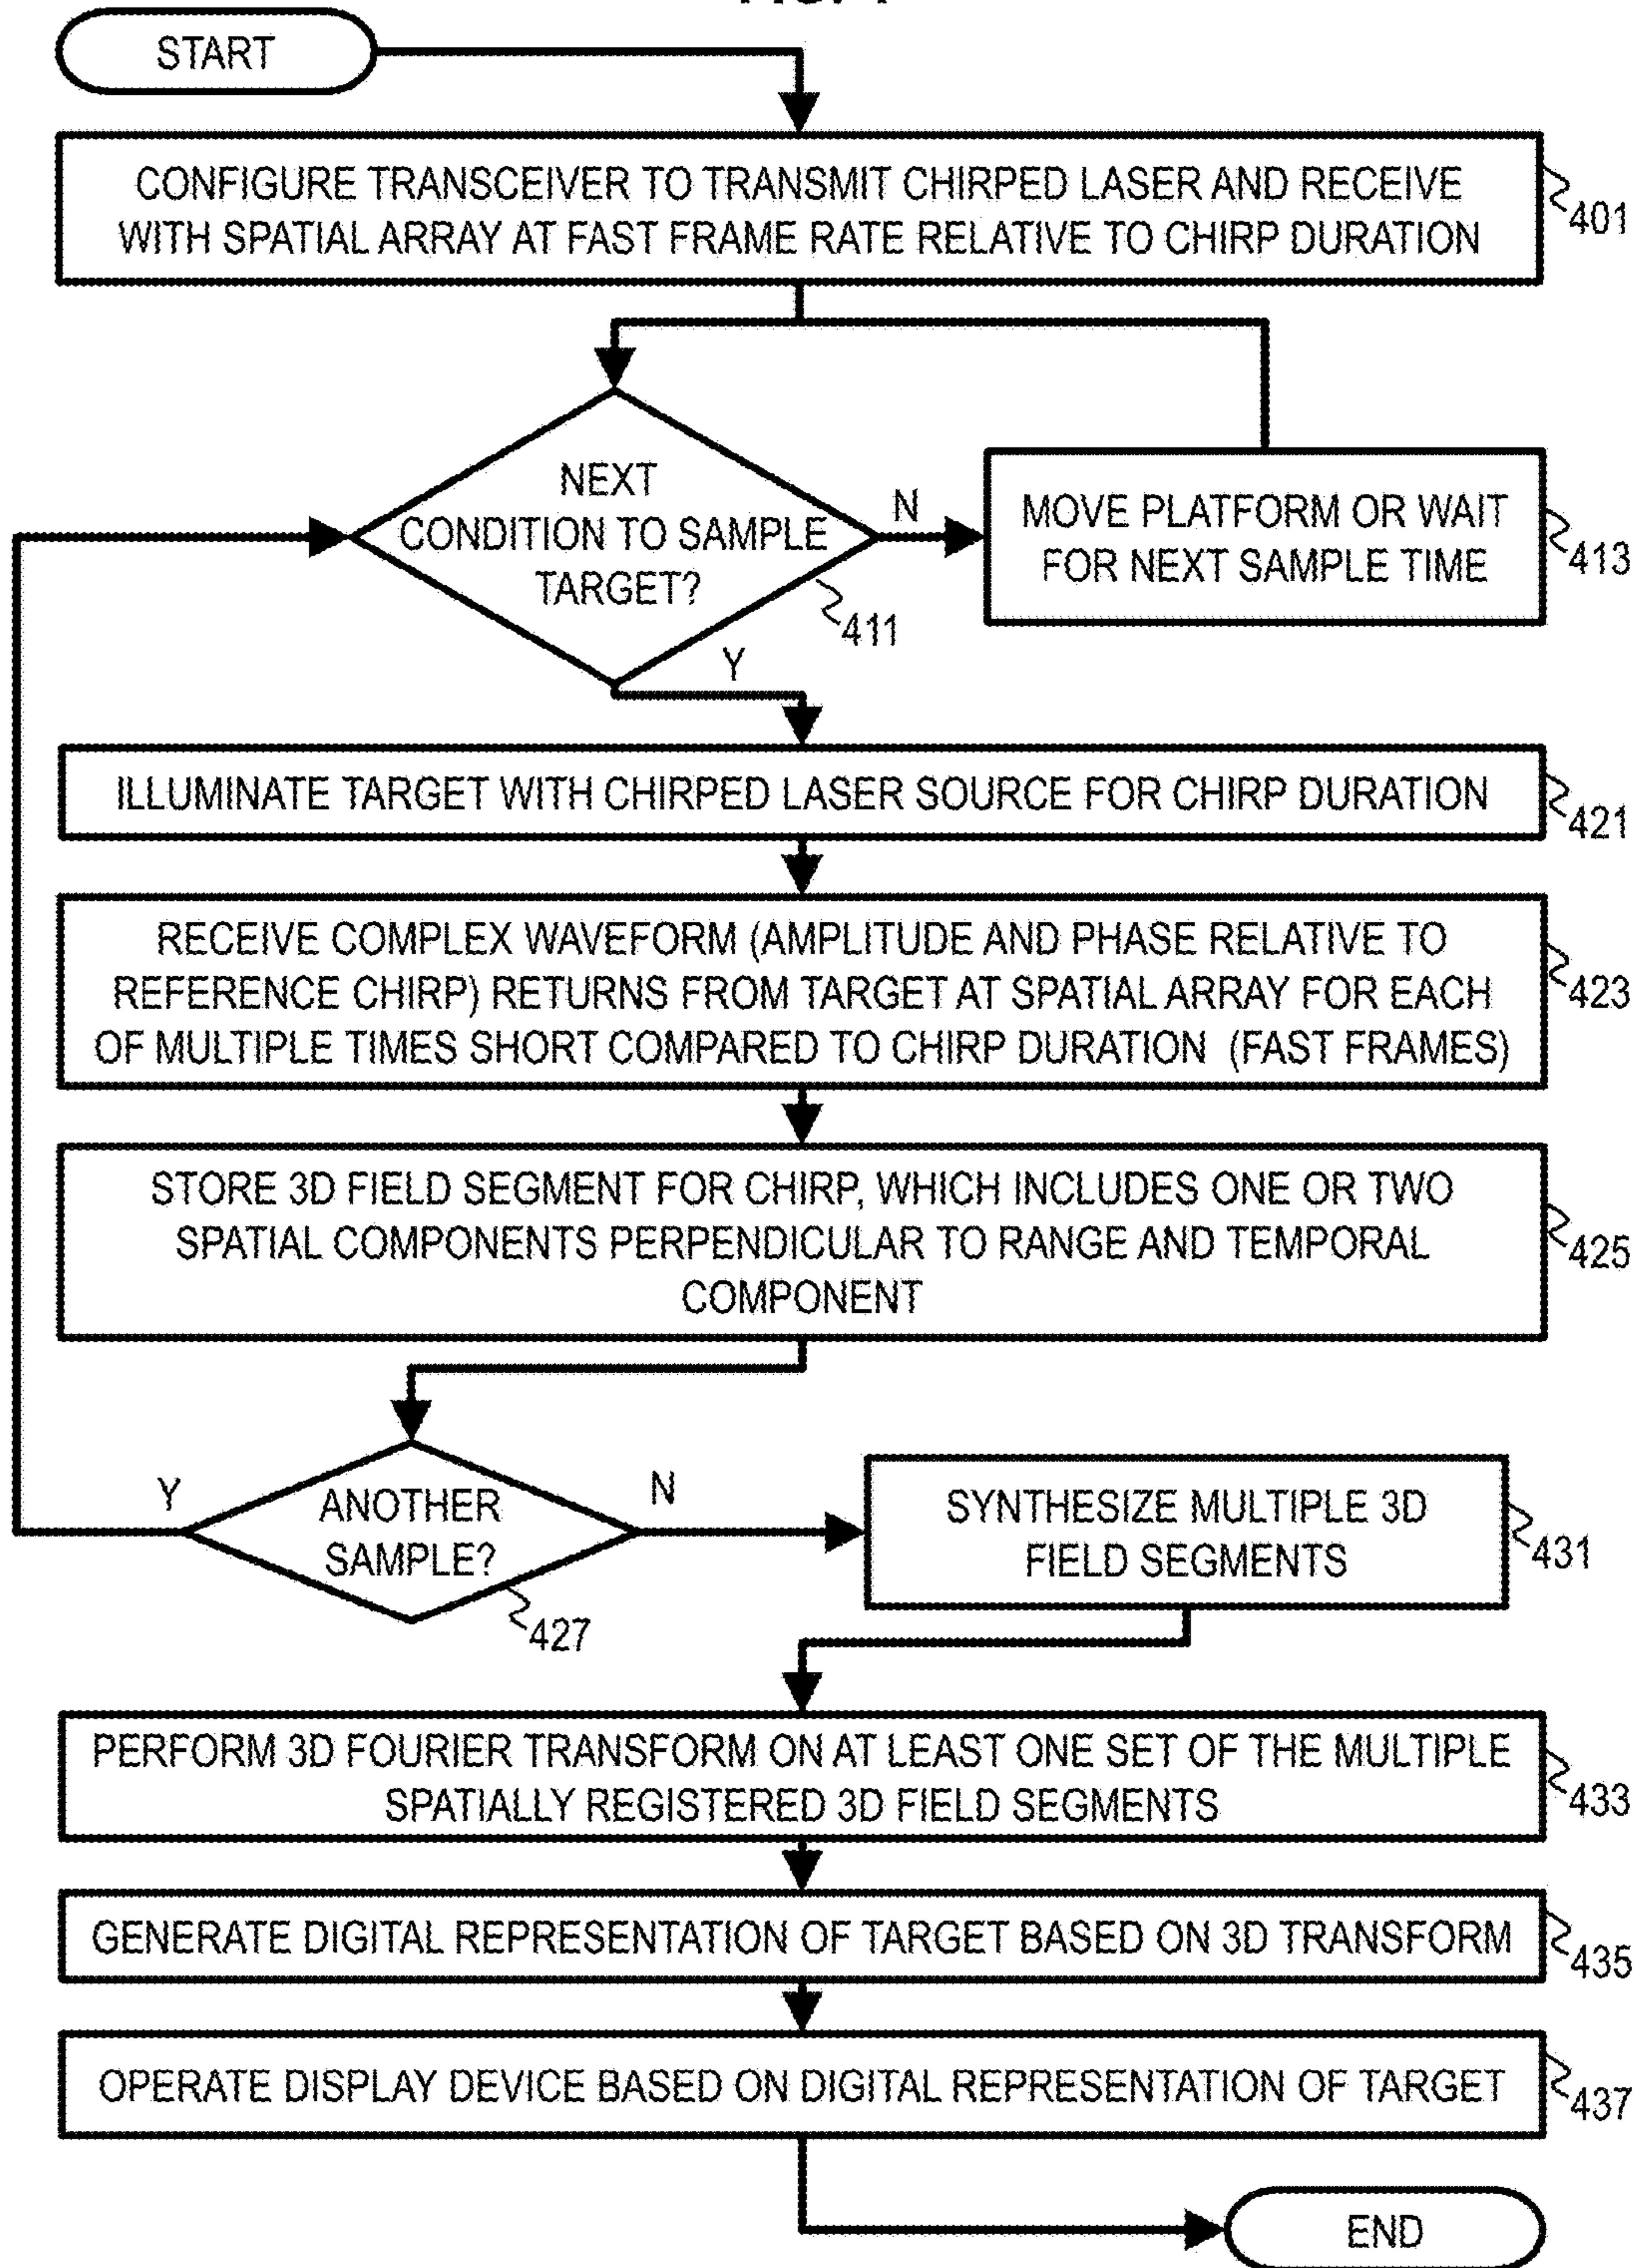 START
CONFIGURE TRANSCEIVER TO TRANSMIT CHIRPED LASER AND RECEIVE
WITH SPATIAL ARRAY AT FAST FRAME RATE RELATIVE TO CHIRP DURATION
401
NEXT
CONDITION TO SAMPLE
TARGET?
411
N
MOVE PLATFORM OR WAIT
FOR NEXT SAMPLE TIME
413
Y
ILLUMINATE TARGET WITH CHIRPED LASER SOURCE FOR CHIRP DURATION
421
RECEIVE COMPLEX WAVEFORM (AMPLITUDE AND PHASE RELATIVE TO
REFERENCE CHIRP) RETURNS FROM TARGET AT SPATIAL ARRAY FOR EACH
OF MULTIPLE TIMES SHORT COMPARED TO CHIRP DURATION (FAST FRAMES)
423
STORE 3D FIELD SEGMENT FOR CHIRP, WHICH INCLUDES ONE OR TWO
SPATIAL COMPONENTS PERPENDICULAR TO RANGE AND TEMPORAL
COMPONENT
425
Y
ANOTHER
SAMPLE?
427
N
SYNTHESIZE MULTIPLE 3D
FIELD SEGMENTS
431
PERFORM 3D FOURIER TRANSFORM ON AT LEAST ONE SET OF THE MULTIPLE
SPATIALLY REGISTERED 3D FIELD SEGMENTS
433
GENERATE DIGITAL REPRESENTATION OF TARGET BASED ON 3D TRANSFORM
435
OPERATE DISPLAY DEVICE BASED ON DIGITAL REPRESENTATION OF TARGET
437
END